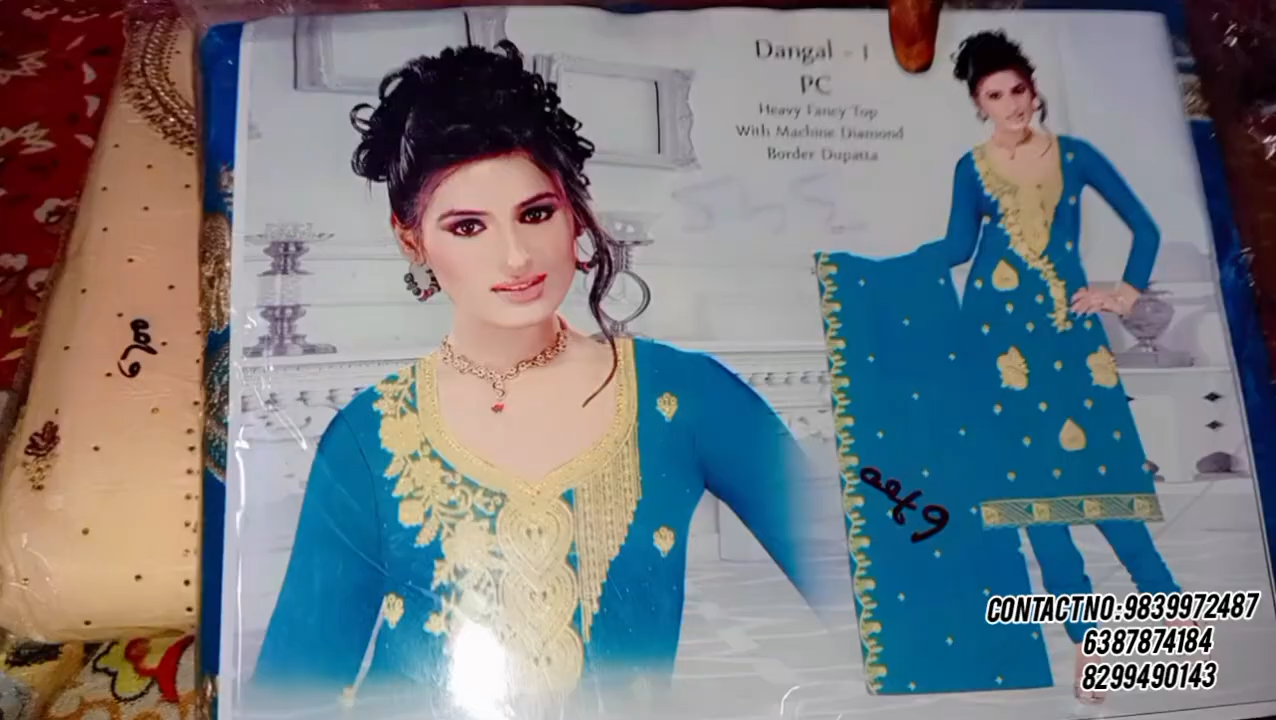 Dangal - 1
PC
Heavy Fancy Top
With Machine Diamond
Border Dupatta
CONTACTNO:9839972487
6387874184
8299490143